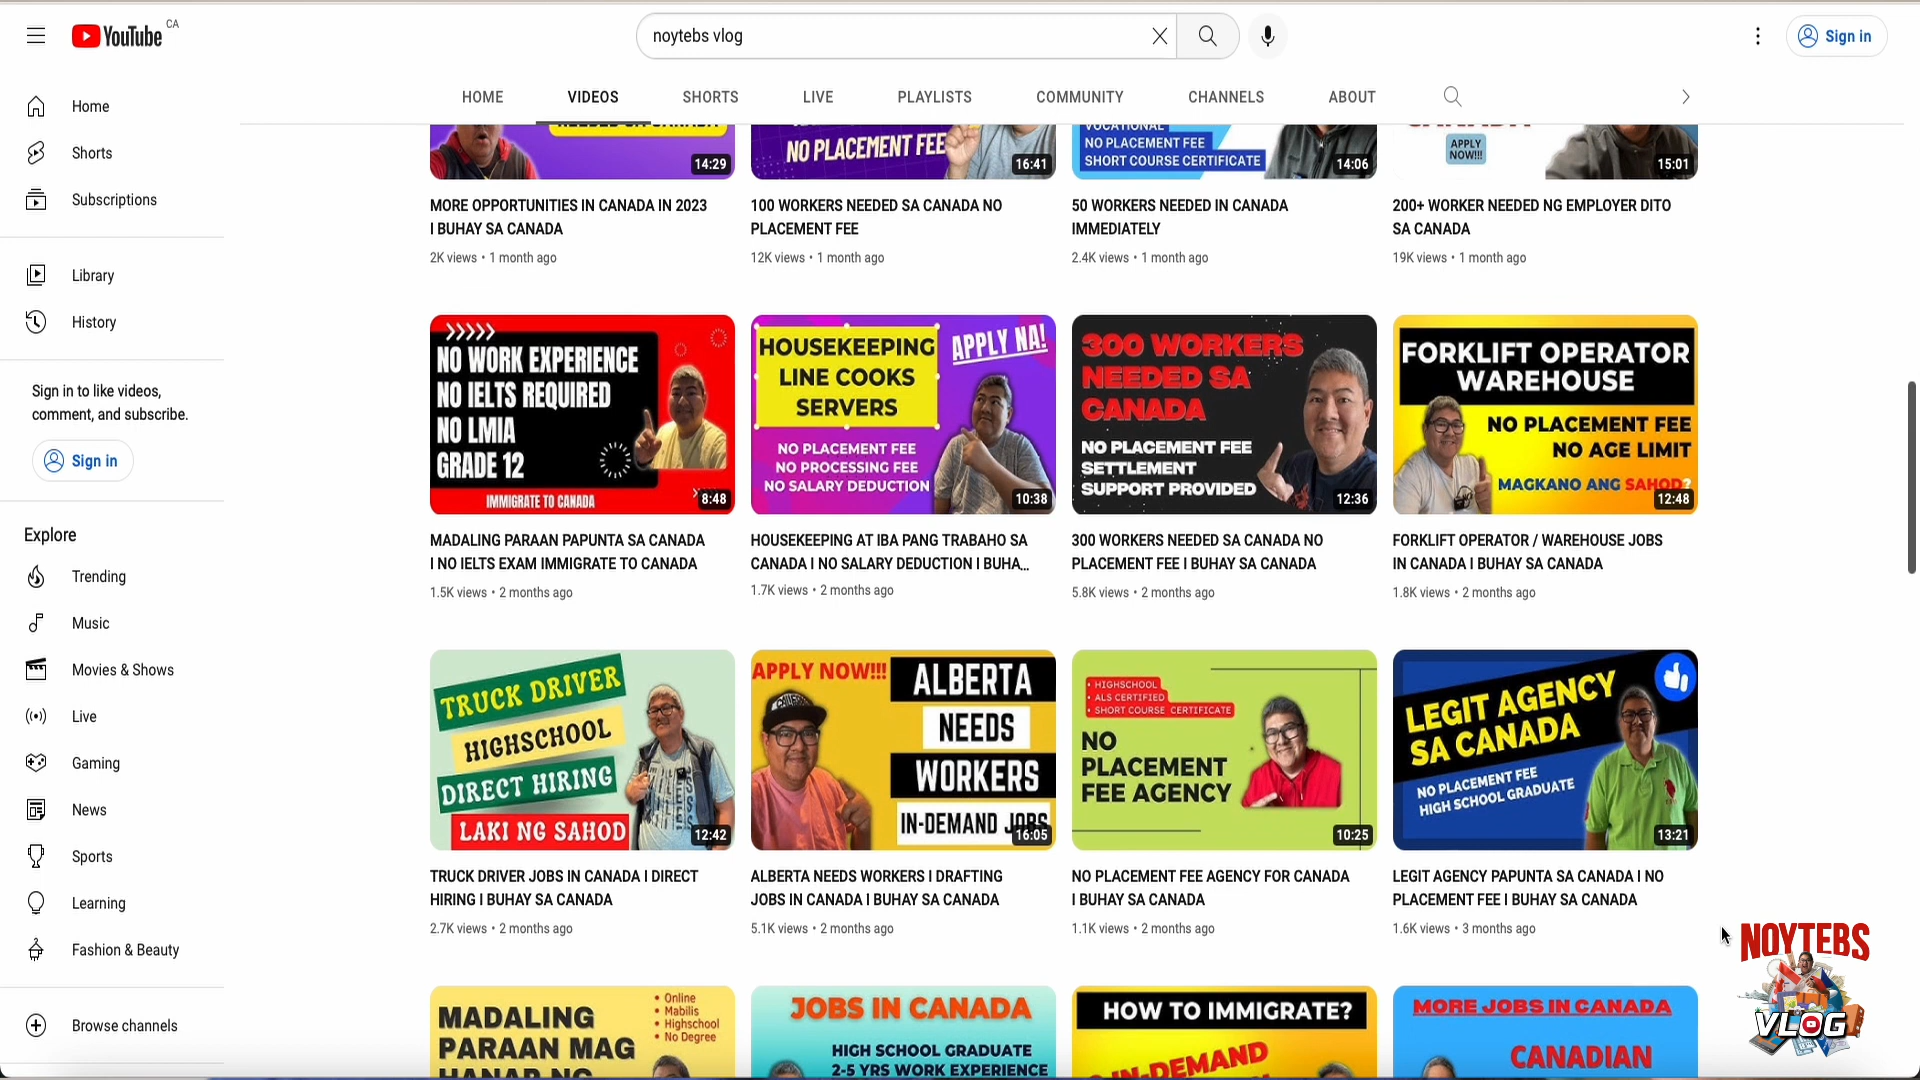 YouTube CA
noytebs vlog
Sign in
HOME VIDEOS SHORTS LIVE PLAYLISTS COMMUNITY CHANNELS ABOUT
Home
Shorts
Subscriptions
Library
History
Sign in to like videos,
comment, and subscribe.
Sign in
Explore
Trending
Music
Movies & Shows
Live
Gaming
News
Sports
Learning
Fashion & Beauty
Browse channels
14:29
MORE OPPORTUNITIES IN CANADA IN 2023
I BUHAY SA CANADA
2K views • 1 month ago
NO PLACEMENT FEE
16:41
100 WORKERS NEEDED SA CANADA NO
PLACEMENT FEE
12K views • 1 month ago
VOCATIONAL
NO PLACEMENT FEE
SHORT COURSE CERTIFICATE
14:06
50 WORKERS NEEDED IN CANADA
IMMEDIATELY
2.4K views • 1 month ago
APPLY
NOW!!!
15:01
200+ WORKER NEEDED NG EMPLOYER DITO
SA CANADA
19K views • 1 month ago
NO WORK EXPERIENCE
NO IELTS REQUIRED
NO LMIA
GRADE 12
IMMIGRATE TO CANADA
8:48
MADALING PARAAN PAPUNTA SA CANADA
I NO IELTS EXAM IMMIGRATE TO CANADA
1.5K views • 2 months ago
HOUSEKEEPING
LINE COOKS
SERVERS
APPLY NA!
NO PLACEMENT FEE
NO PROCESSING FEE
NO SALARY DEDUCTION
10:38
HOUSEKEEPING AT IBA PANG TRABAHO SA
CANADA I NO SALARY DEDUCTION I BUHA...
1.7K views • 2 months ago
300 WORKERS
NEEDED SA
CANADA
NO PLACEMENT FEE
SETTLEMENT
SUPPORT PROVIDED
12:36
300 WORKERS NEEDED SA CANADA NO
PLACEMENT FEE I BUHAY SA CANADA
5.8K views • 2 months ago
FORKLIFT OPERATOR
WAREHOUSE
NO PLACEMENT FEE
NO AGE LIMIT
MAGKANO ANG SAHOD?
12:48
FORKLIFT OPERATOR / WAREHOUSE JOBS
IN CANADA I BUHAY SA CANADA
1.8K views • 2 months ago
TRUCK DRIVER
HIGHSCHOOL
DIRECT HIRING
LAKI NG SAHOD
12:42
TRUCK DRIVER JOBS IN CANADA I DIRECT
HIRING I BUHAY SA CANADA
2.7K views • 2 months ago
APPLY NOW!!!
ALBERTA
NEEDS
WORKERS
IN-DEMAND JOBS
16:05
ALBERTA NEEDS WORKERS I DRAFTING
JOBS IN CANADA I BUHAY SA CANADA
5.1K views • 2 months ago
• HIGHSCHOOL
• ALS CERTIFIED
• SHORT COURSE CERTIFICATE
NO
PLACEMENT
FEE AGENCY
10:25
NO PLACEMENT FEE AGENCY FOR CANADA
I BUHAY SA CANADA
1.1K views • 2 months ago
LEGIT AGENCY
SA CANADA
NO PLACEMENT FEE
HIGH SCHOOL GRADUATE
13:21
LEGIT AGENCY PAPUNTA SA CANADA I NO
PLACEMENT FEE I BUHAY SA CANADA
1.6K views • 3 months ago
MADALING
PARAAN MAG
HANAP NG
• Online
• Mabilis
• Highschool
• No Degree
JOBS IN CANADA
HIGH SCHOOL GRADUATE
2-5 YRS WORK EXPERIENCE
HOW TO IMMIGRATE?
IN-DEMAND
MORE JOBS IN CANADA
CANADIAN
NOYTEBS
VLOG